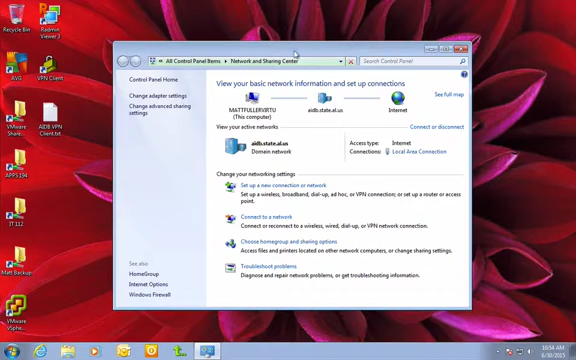 Recycle Bin
Radmin
Viewer 3
AVG
VPN Client
VMware
Share...
AIDB VPN
Client.txt
APPS 194
IT 112
Matt Backup
VMware
vSphe...
All Control Panel Items
Network and Sharing Center
Search Control Panel
Control Panel Home
Change adapter settings
Change advanced sharing
settings
See also
HomeGroup
Internet Options
Windows Firewall
View your basic network information and set up connections
See full map
MATTFULLERVIRTU
(This computer)
aidb.state.al.us
Internet
View your active networks
Connect or disconnect
aidb.state.al.us
Domain network
Access type: Internet
Connections: Local Area Connection
Change your networking settings
Set up a new connection or network
Set up a wireless, broadband, dial-up, ad hoc, or VPN connection; or set up a router or access
point.
Connect to a network
Connect or reconnect to a wireless, wired, dial-up, or VPN network connection.
Choose homegroup and sharing options
Access files and printers located on other network computers, or change sharing settings.
Troubleshoot problems
Diagnose and repair network problems, or get troubleshooting information.
10:54 AM
6/30/2015